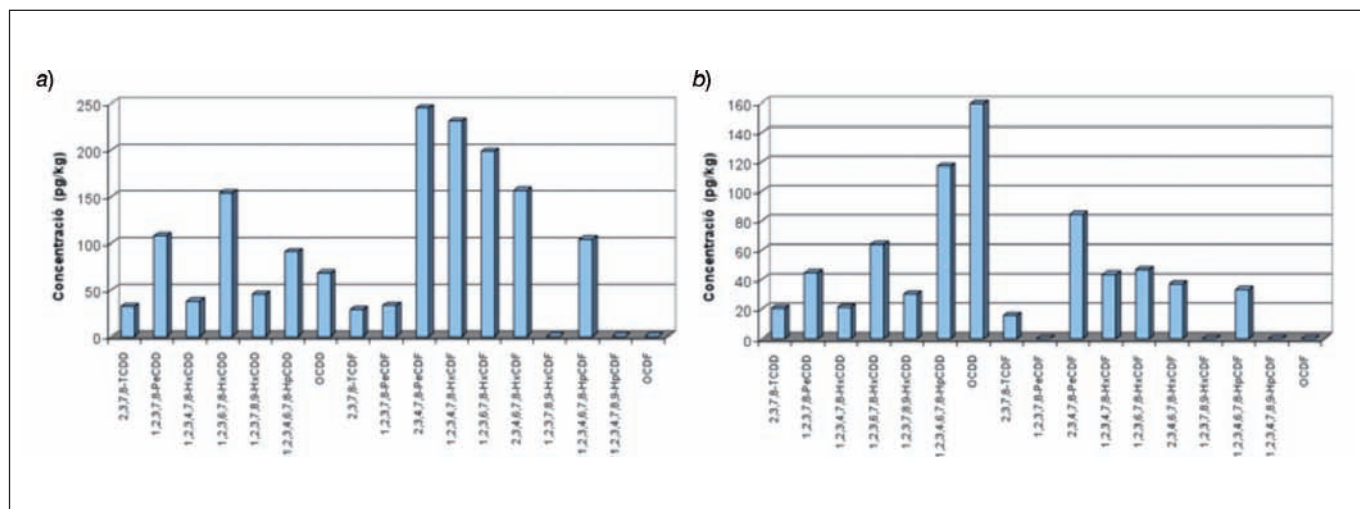 a)
Concentració (pg/kg)
250
200
150
100
50
0
2,3,7,8-TCDD
1,2,3,7,8-PeCDD
1,2,3,4,7,8-HxCDD
1,2,3,6,7,8-HxCDD
1,2,3,7,8,9-HxCDD
1,2,3,4,6,7,8-HpCDD
OCDD
2,3,7,8-TCDF
1,2,3,7,8-PeCDF
2,3,4,7,8-PeCDF
1,2,3,4,7,8-HxCDF
1,2,3,6,7,8-HxCDF
2,3,4,6,7,8-HxCDF
1,2,3,7,8,9-HxCDF
1,2,3,4,6,7,8-HpCDF
1,2,3,4,7,8,9-HpCDF
OCDF
b)
Concentració (pg/kg)
160
140
120
100
80
60
40
20
0
2,3,7,8-TCDD
1,2,3,7,8-PeCDD
1,2,3,4,7,8-HxCDD
1,2,3,6,7,8-HxCDD
1,2,3,7,8,9-HxCDD
1,2,3,4,6,7,8-HpCDD
OCDD
2,3,7,8-TCDF
1,2,3,7,8-PeCDF
2,3,4,7,8-PeCDF
1,2,3,4,7,8-HxCDF
1,2,3,6,7,8-HxCDF
2,3,4,6,7,8-HxCDF
1,2,3,7,8,9-HxCDF
1,2,3,4,6,7,8-HpCDF
1,2,3,4,7,8,9-HpCDF
OCDF